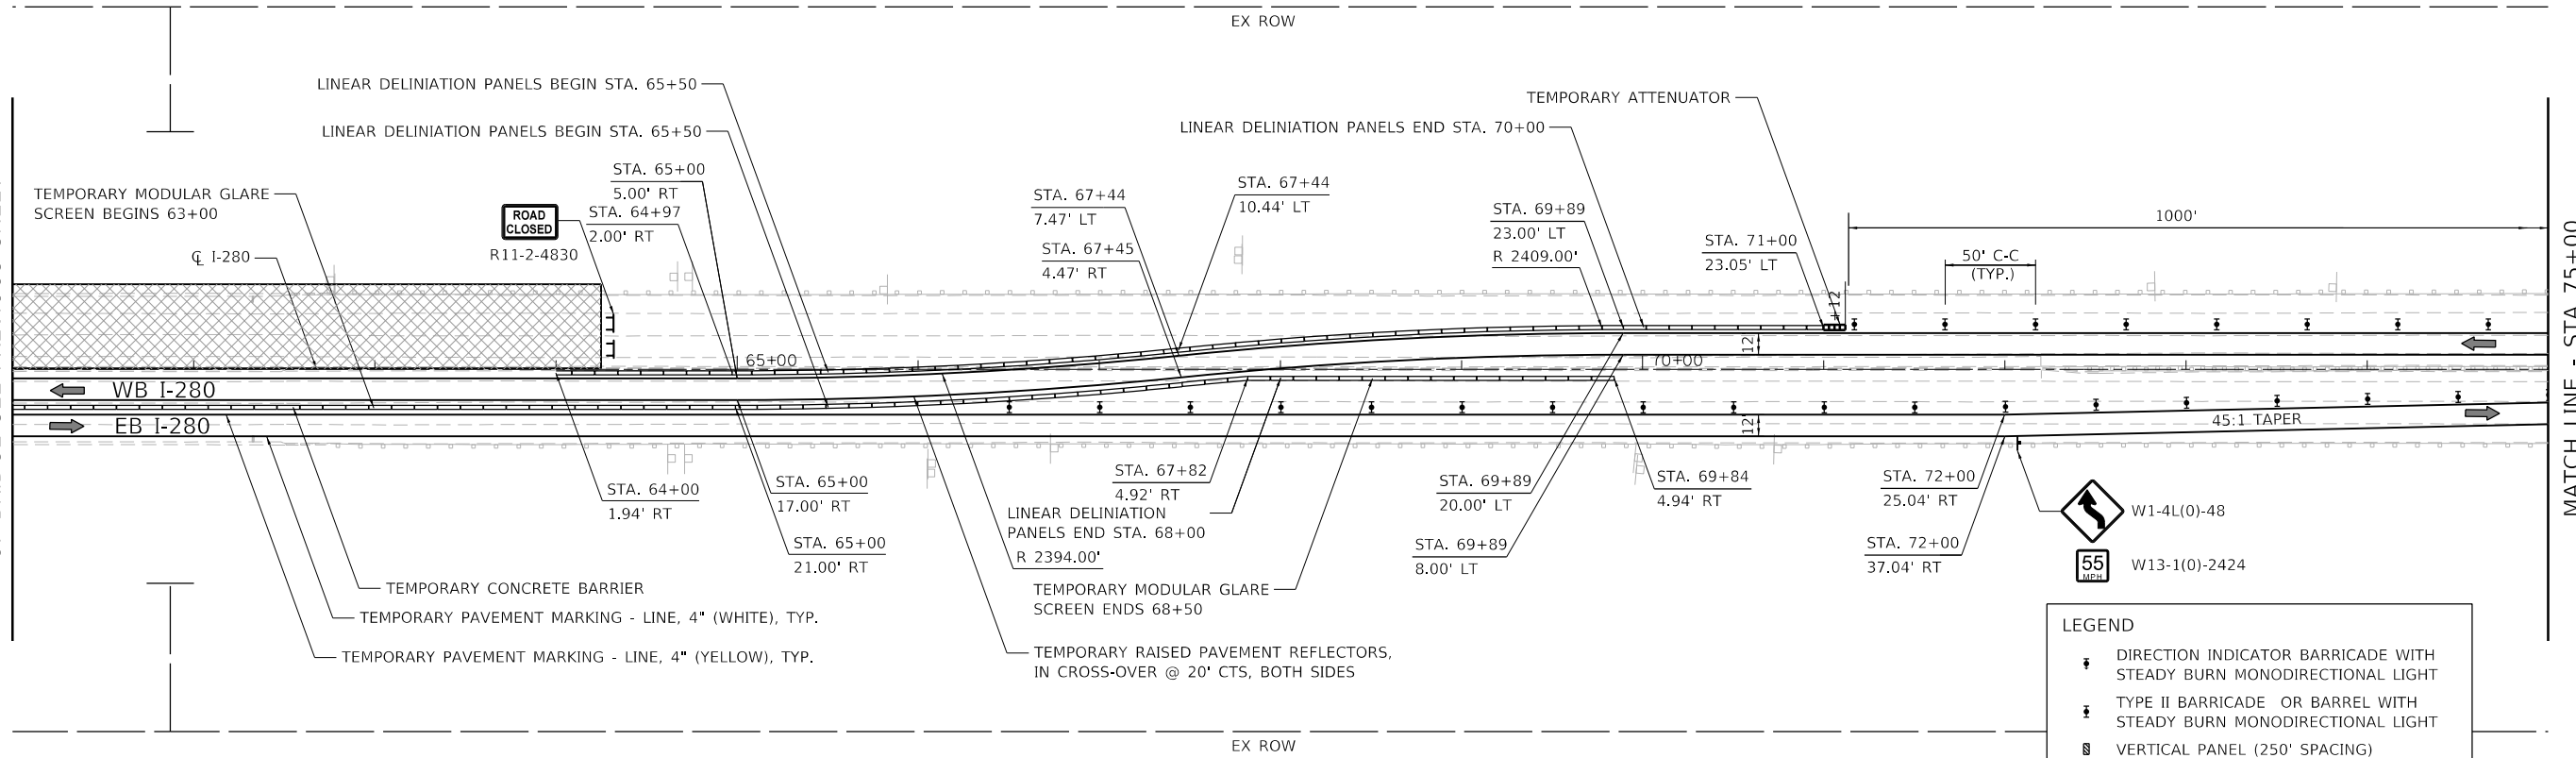 EX ROW
LINEAR DELINIATION PANELS BEGIN STA. 65+50
LINEAR DELINIATION PANELS BEGIN STA. 65+50
TEMPORARY ATTENUATOR
LINEAR DELINIATION PANELS END STA. 70+00
STA. 65+00
5.00' RT
TEMPORARY MODULAR GLARE
SCREEN BEGINS 63+00
ROAD
CLOSED
R11-2-4830
STA. 64+97
2.00' RT
STA. 67+44
7.47' LT
STA. 67+44
10.44' LT
STA. 67+45
4.47' RT
STA. 69+89
23.00' LT
R 2409.00'
STA. 71+00
23.05' LT
1000'
50' C-C
(TYP.)
℄ I-280
12
12
65+00
70+00
WB I-280
EB I-280
12'
45:1 TAPER
MATCH LINE - STA 75+00
STA. 64+00
1.94' RT
STA. 65+00
17.00' RT
STA. 65+00
21.00' RT
STA. 67+82
4.92' RT
LINEAR DELINIATION
PANELS END STA. 68+00
R 2394.00'
STA. 69+89
20.00' LT
STA. 69+89
8.00' LT
STA. 69+84
4.94' RT
STA. 72+00
25.04' RT
STA. 72+00
37.04' RT
W1-4L(0)-48
55
MPH
W13-1(0)-2424
TEMPORARY CONCRETE BARRIER
TEMPORARY PAVEMENT MARKING - LINE, 4" (WHITE), TYP.
TEMPORARY PAVEMENT MARKING - LINE, 4" (YELLOW), TYP.
TEMPORARY MODULAR GLARE
SCREEN ENDS 68+50
TEMPORARY RAISED PAVEMENT REFLECTORS,
IN CROSS-OVER @ 20' CTS, BOTH SIDES
LEGEND
DIRECTION INDICATOR BARRICADE WITH
STEADY BURN MONODIRECTIONAL LIGHT
TYPE II BARRICADE OR BARREL WITH
STEADY BURN MONODIRECTIONAL LIGHT
VERTICAL PANEL (250' SPACING)
EX ROW